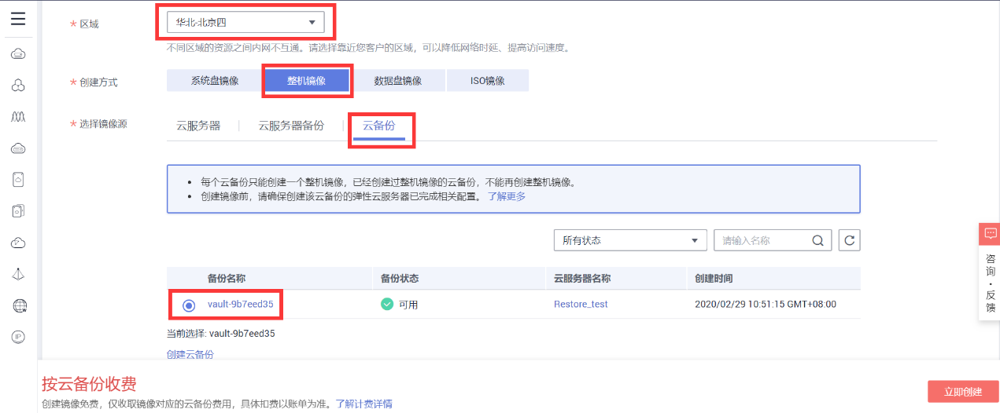 * 区域
华北-北京四
不同区域的资源之间内网不互通。请选择靠近您客户的区域，可以降低网络时延、提高访问速度。
* 创建方式
系统盘镜像 整机镜像 数据盘镜像 ISO镜像
* 选择镜像源
云服务器 云服务器备份 云备份
• 每个云备份只能创建一个整机镜像，已经创建过整机镜像的云备份，不能再创建整机镜像。
• 创建镜像前，请确保创建该云备份的弹性云服务器已完成相关配置。 了解更多
所有状态 请输入名称
备份名称 备份状态 云服务器名称 创建时间
vault-9b7eed35 可用 Restore_test 2020/02/29 10:51:15 GMT+08:00
当前选择: vault-9b7eed35
创建云备份
按云备份收费
创建镜像免费，仅收取镜像对应的云备份费用，具体扣费以账单为准。了解计费详情
立即创建
咨询·反馈
IP